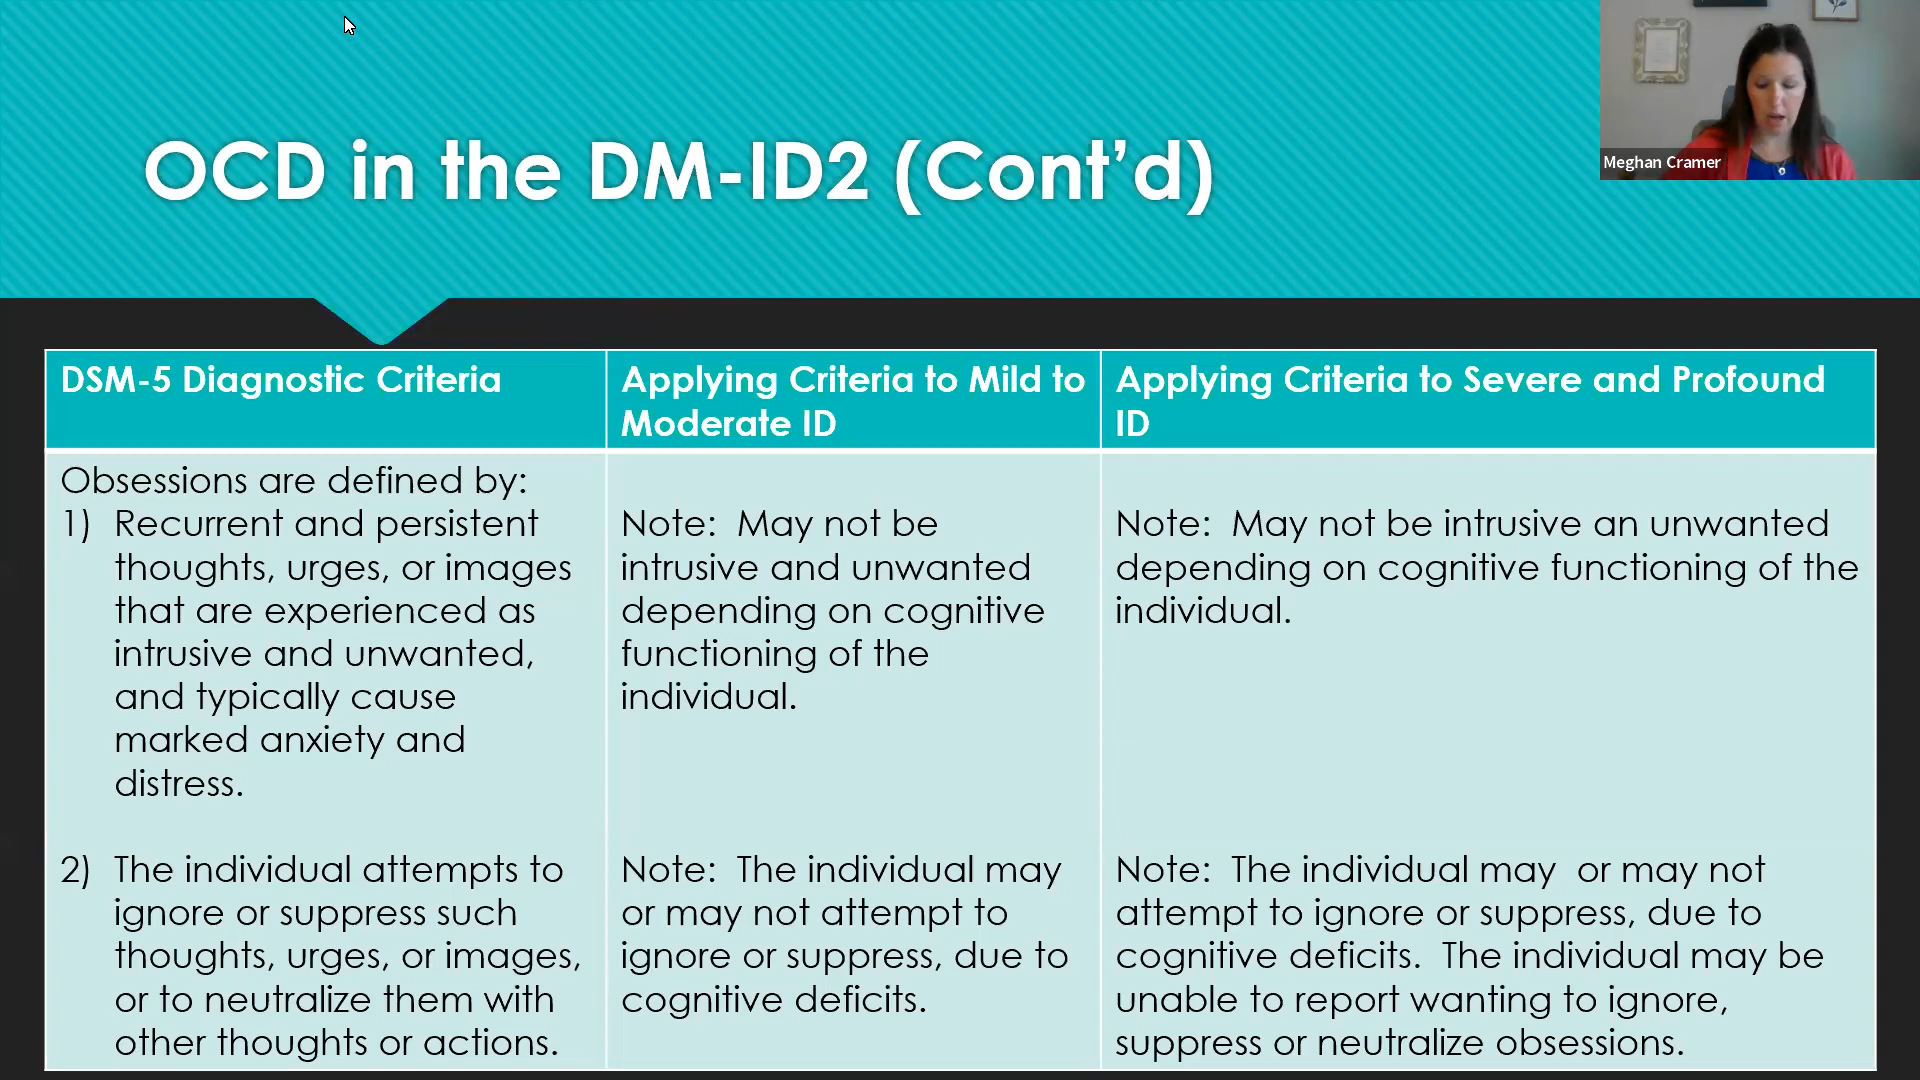 OCD in the DM-ID2 (Cont’d)
Meghan Cramer
DSM-5 Diagnostic Criteria
Applying Criteria to Mild to
Moderate ID
Applying Criteria to Severe and Profound
ID
Obsessions are defined by:
1) Recurrent and persistent
thoughts, urges, or images
that are experienced as
intrusive and unwanted,
and typically cause
marked anxiety and
distress.
Note: May not be
intrusive and unwanted
depending on cognitive
functioning of the
individual.
Note: May not be intrusive an unwanted
depending on cognitive functioning of the
individual.
2) The individual attempts to
ignore or suppress such
thoughts, urges, or images,
or to neutralize them with
other thoughts or actions.
Note: The individual may
or may not attempt to
ignore or suppress, due to
cognitive deficits.
Note: The individual may or may not
attempt to ignore or suppress, due to
cognitive deficits. The individual may be
unable to report wanting to ignore,
suppress or neutralize obsessions.